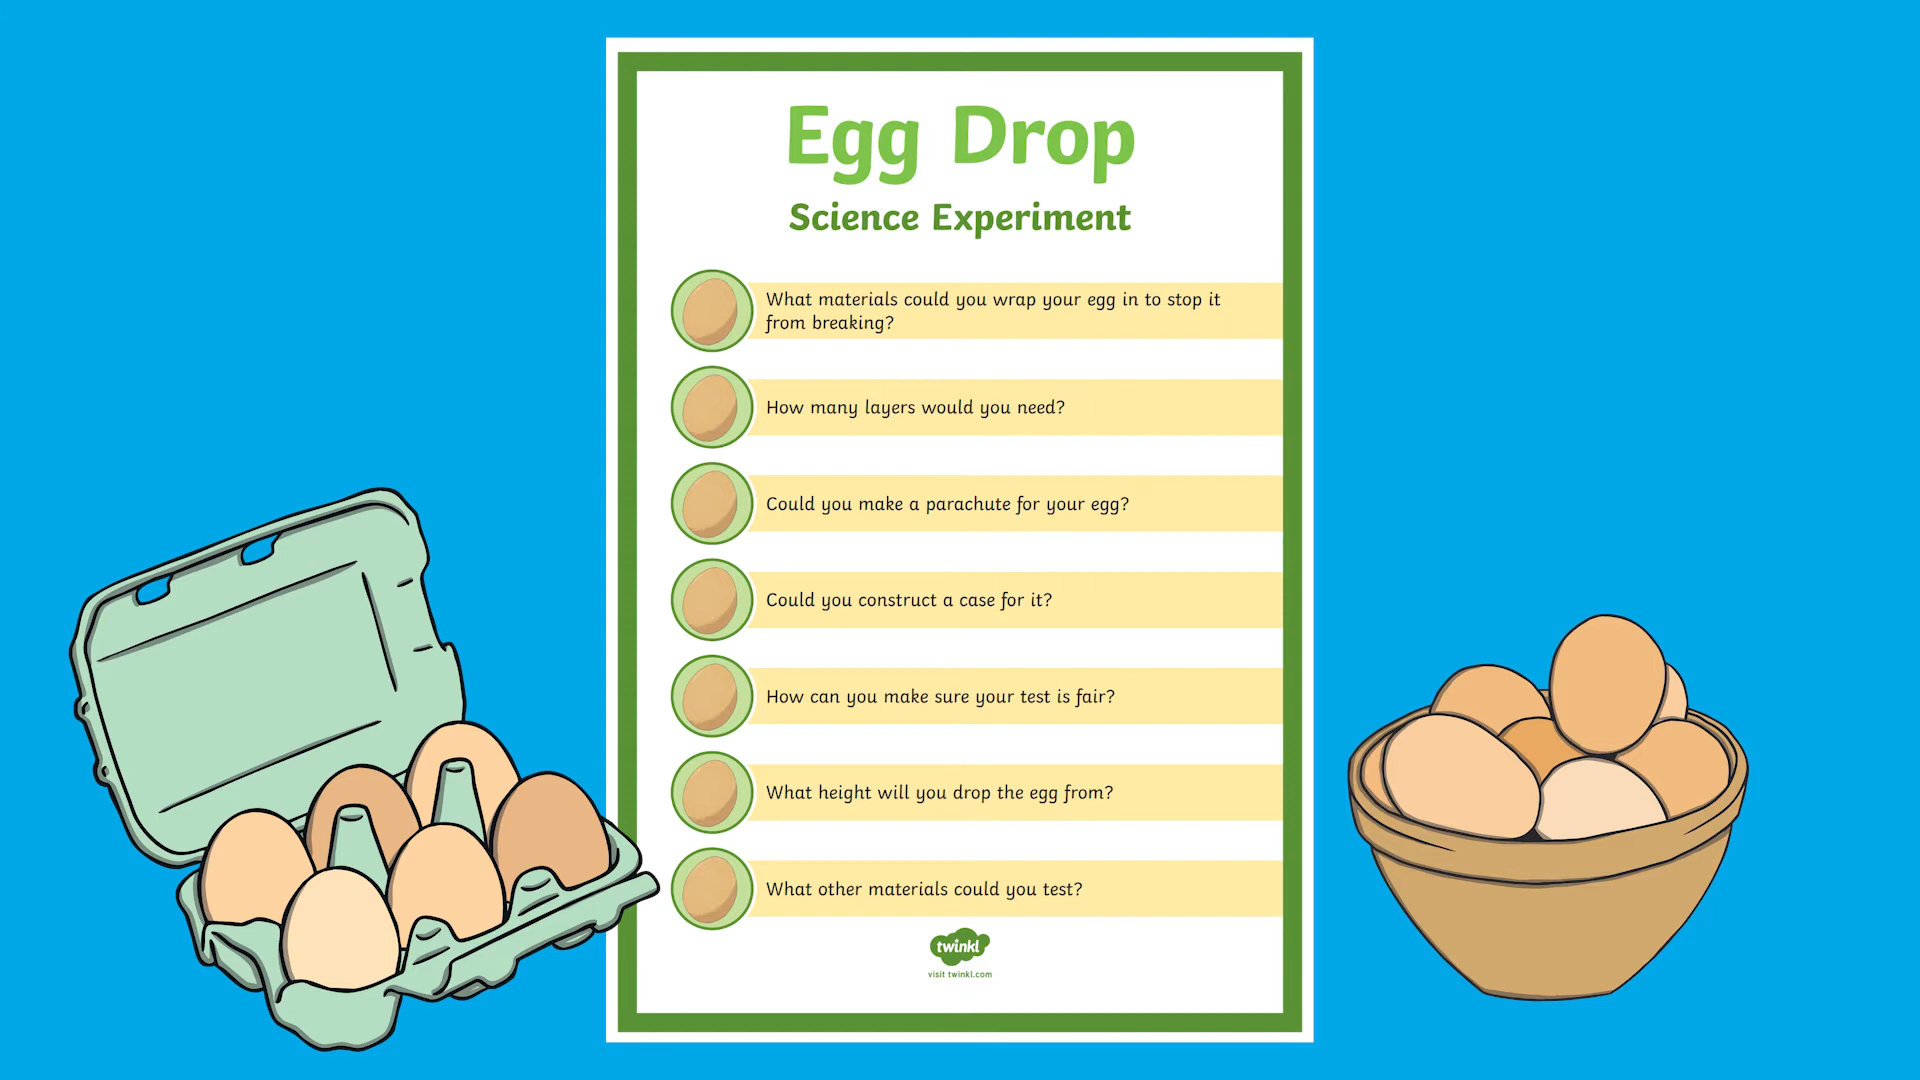 Egg Drop
Science Experiment
What materials could you wrap your egg in to stop it
from breaking?
How many layers would you need?
Could you make a parachute for your egg?
Could you construct a case for it?
How can you make sure your test is fair?
What height will you drop the egg from?
What other materials could you test?
twinkl
visit twinkl.com